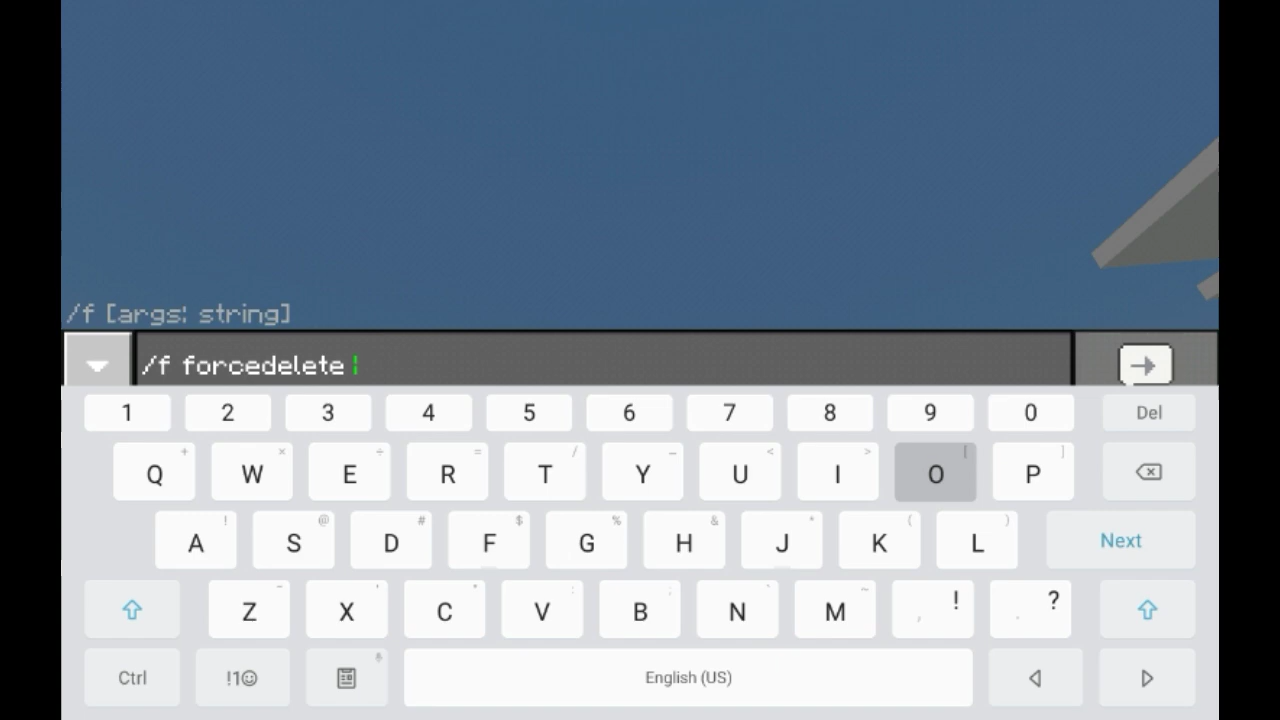 /f [args: string]
/f forcedelete
1 2 3 4 5 6 7 8 9 0 Del
+ × ÷ = / _ < > [ ]
Q W E R T Y U I O P
! @ # $ % & * ( )
A S D F G H J K L Next
- ' " : ; ` ~ ! ?
Z X C V B N M , .
Ctrl !1☺ English (US)